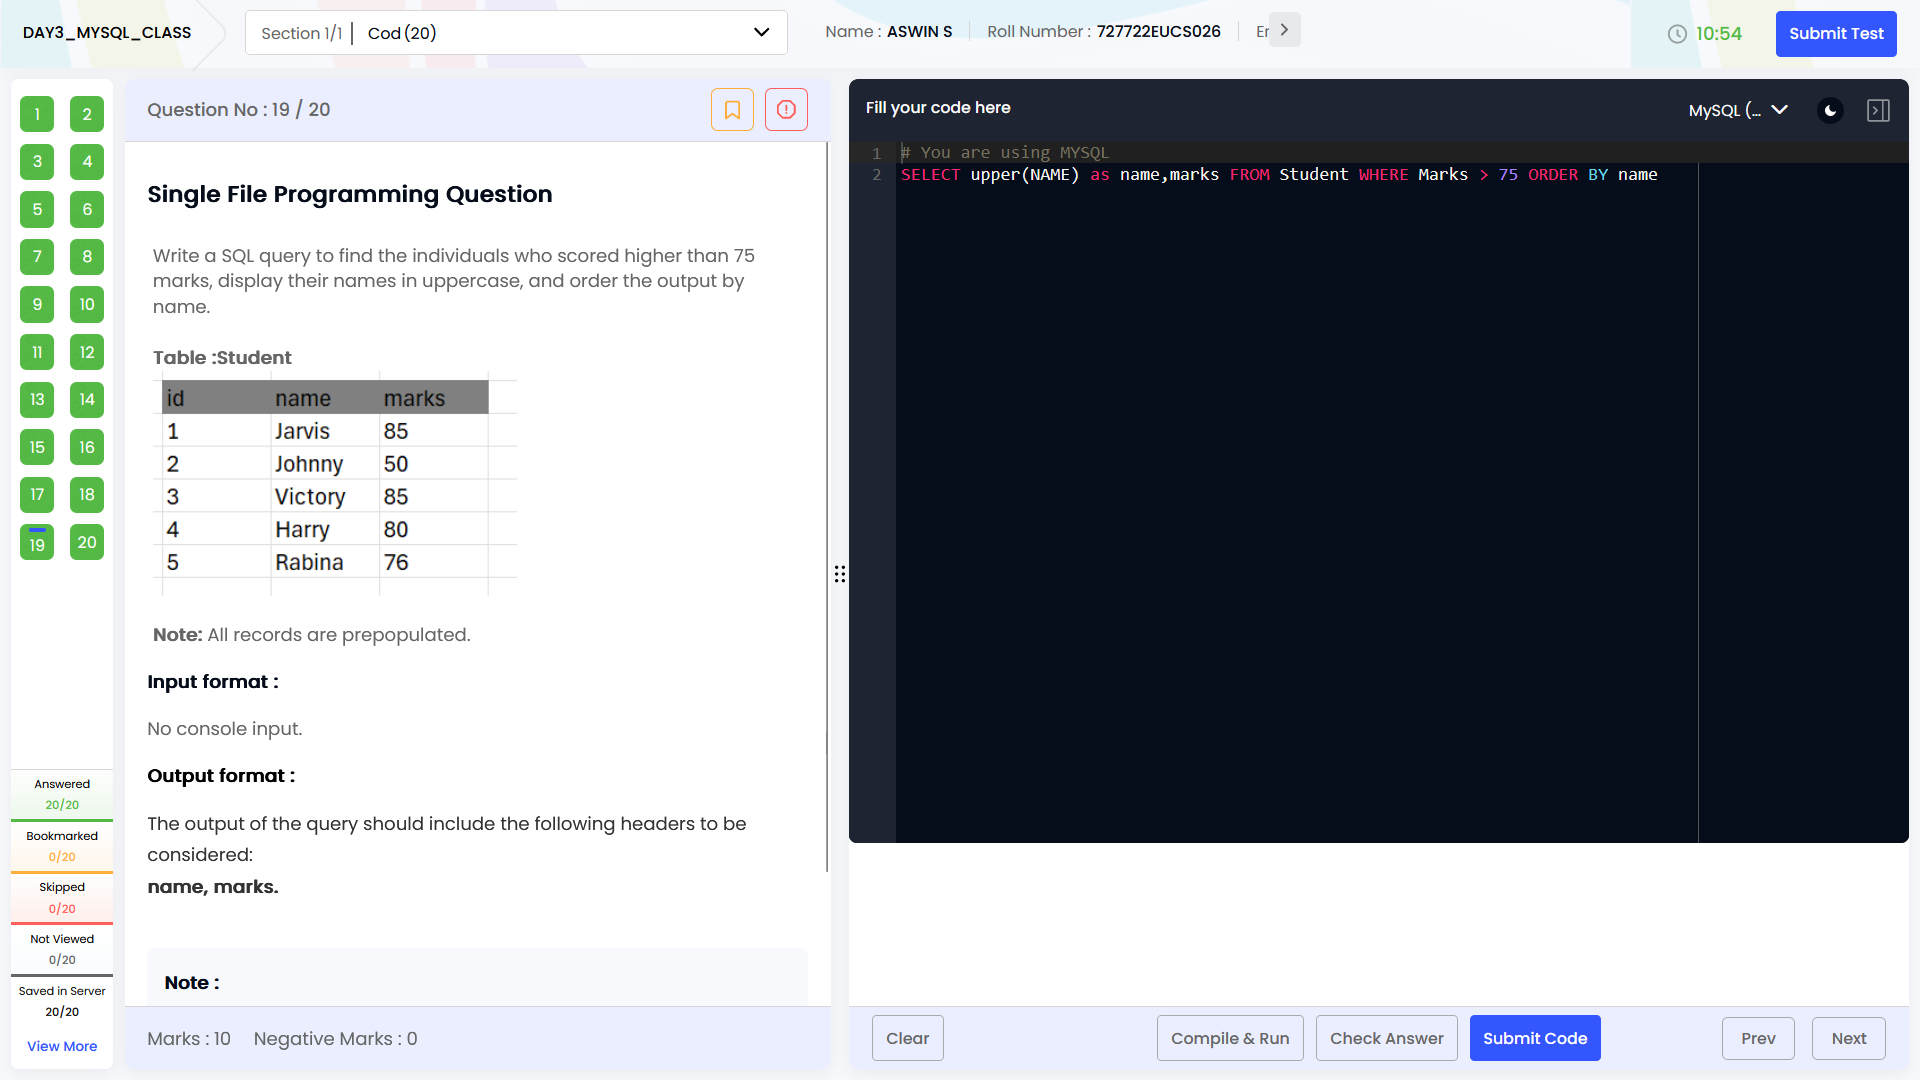 DAY3_MYSQL_CLASS
Section 1/1 | Cod (20)
Name : ASWIN S
Roll Number : 727722EUCS026
10:54
Submit Test
1 2
3 4
5 6
7 8
9 10
11 12
13 14
15 16
17 18
19 20
Answered
20/20
Bookmarked
0/20
Skipped
0/20
Not Viewed
0/20
Saved in Server
20/20
View More
Question No : 19 / 20
Single File Programming Question
Write a SQL query to find the individuals who scored higher than 75
marks, display their names in uppercase, and order the output by
name.
Table :Student
id name marks
1 Jarvis 85
2 Johnny 50
3 Victory 85
4 Harry 80
5 Rabina 76
Note: All records are prepopulated.
Input format :
No console input.
Output format :
The output of the query should include the following headers to be
considered:
name, marks.
Note :
Marks : 10 Negative Marks : 0
Fill your code here
MySQL (...
1 # You are using MYSQL
2 SELECT upper(NAME) as name,marks FROM Student WHERE Marks > 75 ORDER BY name
Clear
Compile & Run
Check Answer
Submit Code
Prev
Next